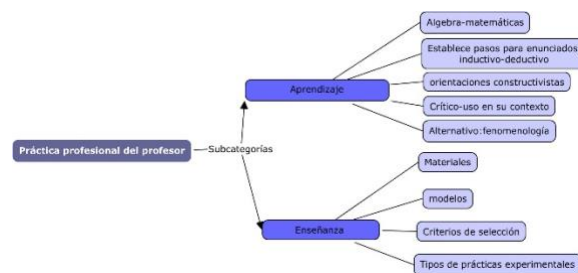 Algebra-matemáticas
Establece pasos para enunciados
inductivo-deductivo
orientaciones constructivistas
Aprendizaje
Crítico-uso en su contexto
Alternativo:fenomenología
Práctica profesional del profesor
Subcategorías
Materiales
modelos
Enseñanza
Criterios de selección
Tipos de prácticas experimentales